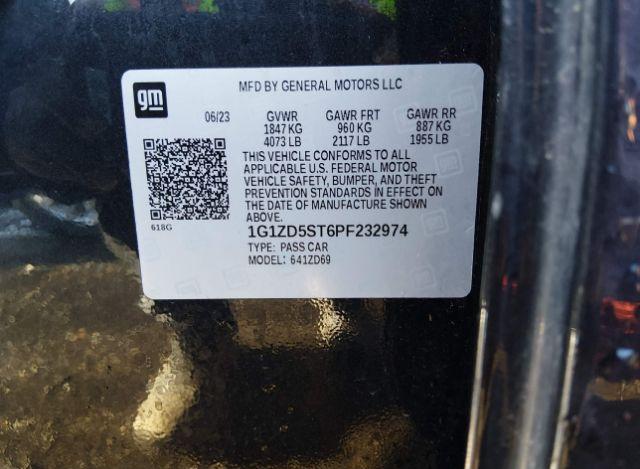 gm
MFD BY GENERAL MOTORS LLC
06/23 GVWR GAWR FRT GAWR RR
1847 KG 960 KG 887 KG
4073 LB 2117 LB 1955 LB
THIS VEHICLE CONFORMS TO ALL
APPLICABLE U.S. FEDERAL MOTOR
VEHICLE SAFETY, BUMPER, AND THEFT
PREVENTION STANDARDS IN EFFECT ON
THE DATE OF MANUFACTURE SHOWN
ABOVE.
618G
1G1ZD5ST6PF232974
TYPE: PASS CAR
MODEL: 641ZD69